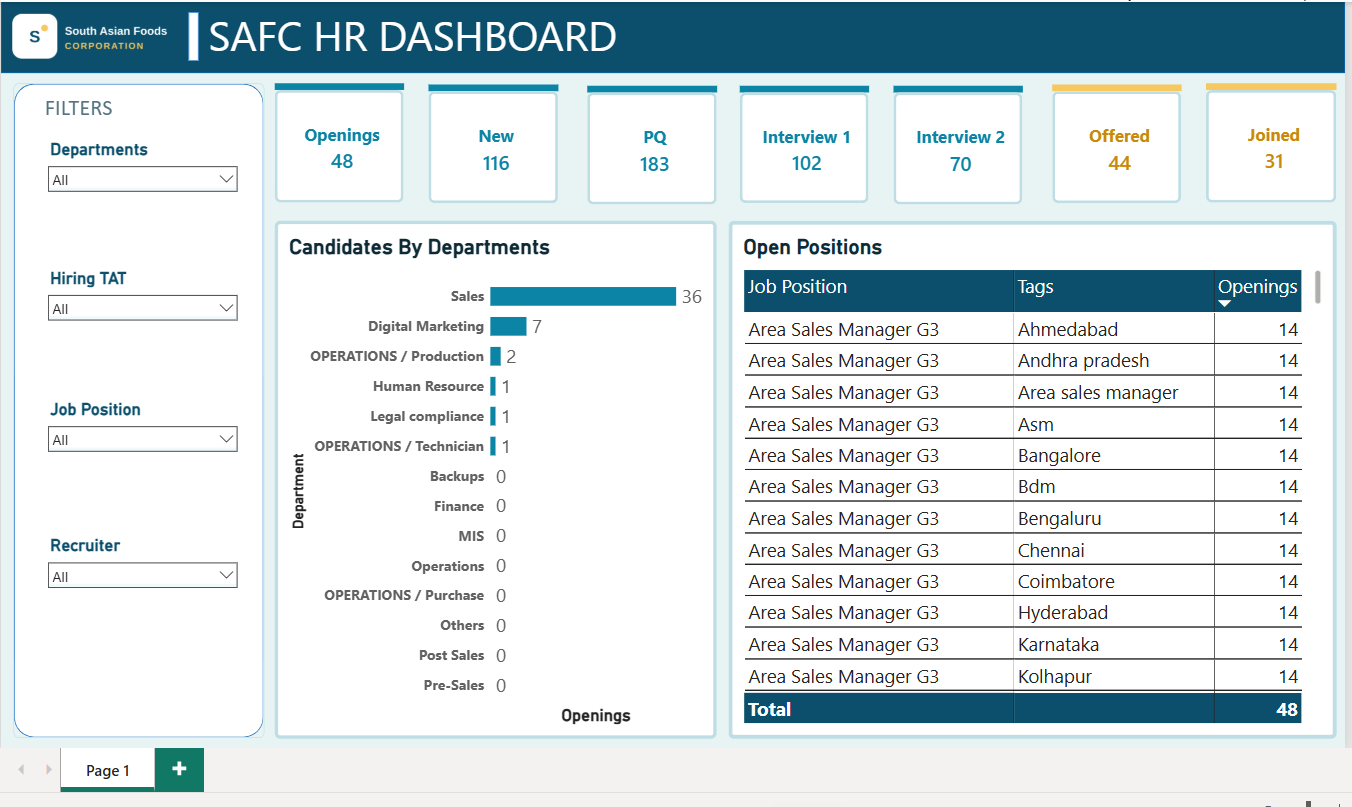 S
South Asian Foods
CORPORATION
SAFC HR DASHBOARD
FILTERS
Departments
All
Hiring TAT
All
Job Position
All
Recruiter
All
Openings
48
New
116
PQ
183
Interview 1
102
Interview 2
70
Offered
44
Joined
31
Candidates By Departments
Department
Sales 36
Digital Marketing 7
OPERATIONS / Production 2
Human Resource 1
Legal compliance 1
OPERATIONS / Technician 1
Backups 0
Finance 0
MIS 0
Operations 0
OPERATIONS / Purchase 0
Others 0
Post Sales 0
Pre-Sales 0
Openings
Open Positions
Job Position Tags Openings
Area Sales Manager G3 Ahmedabad 14
Area Sales Manager G3 Andhra pradesh 14
Area Sales Manager G3 Area sales manager 14
Area Sales Manager G3 Asm 14
Area Sales Manager G3 Bangalore 14
Area Sales Manager G3 Bdm 14
Area Sales Manager G3 Bengaluru 14
Area Sales Manager G3 Chennai 14
Area Sales Manager G3 Coimbatore 14
Area Sales Manager G3 Hyderabad 14
Area Sales Manager G3 Karnataka 14
Area Sales Manager G3 Kolhapur 14
Total 48
Page 1
+